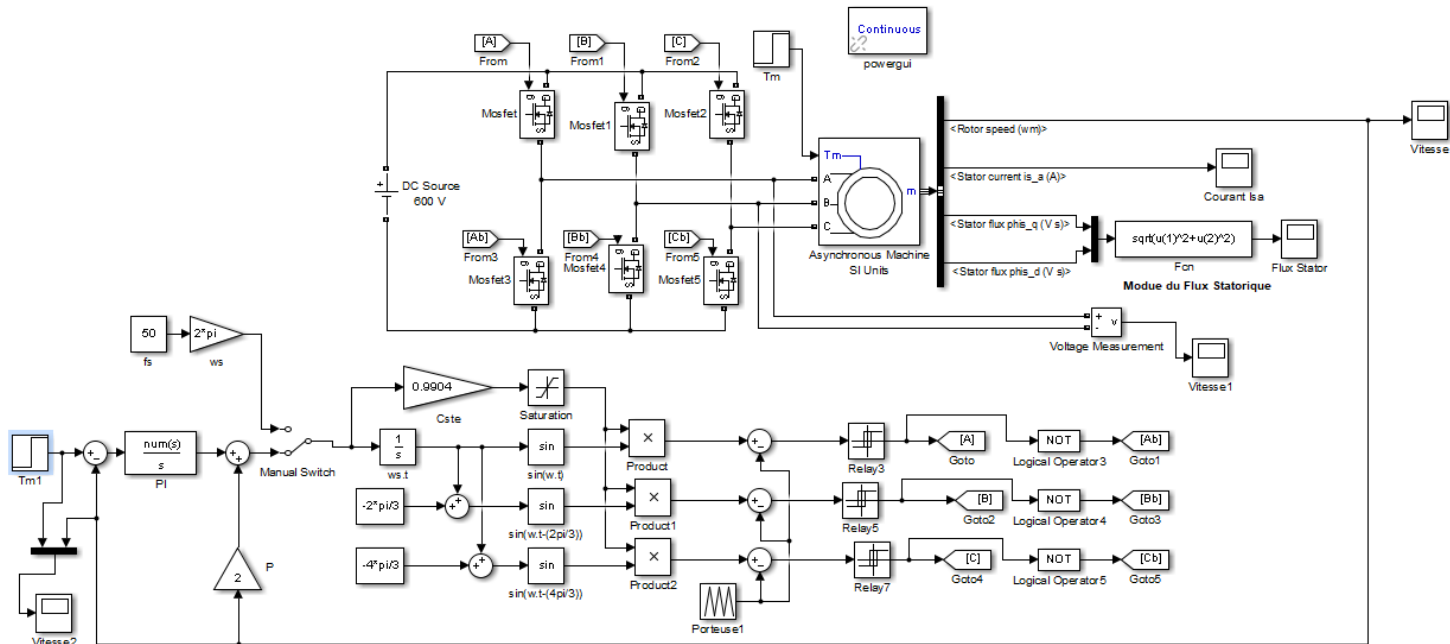 [A]
From
[B]
From1
[C]
From2
Tm
Continuous
powergui
g
D
S
Mosfet
g
D
S
Mosfet1
g
D
S
Mosfet2
+
DC Source
600 V
Tm
A
B
C
m
Asynchronous Machine
SI Units
<Rotor speed (wm)>
<Stator current is_a (A)>
<Stator flux phis_q (V s)>
<Stator flux phis_d (V s)>
Vitesse
Courant Isa
sqrt(u(1)^2+u(2)^2)
Fcn
Flux Stator
Modue du Flux Statorique
[Ab]
From3
Mosfet3
g
D
S
[Bb]
From4
Mosfet4
g
D
S
[Cb]
From5
Mosfet5
g
D
S
+
-
v
Voltage Measurement
Vitesse1
50
fs
2*pi
ws
0.9904
Cste
Saturation
Tm1
num(s)
s
PI
Manual Switch
1
s
ws.t
sin
sin(w.t)
×
Product
Relay3
[A]
Goto
NOT
Logical Operator3
[Ab]
Goto1
-2*pi/3
sin
sin(w.t-(2pi/3))
×
Product1
Relay5
[B]
Goto2
NOT
Logical Operator4
[Bb]
Goto3
-4*pi/3
sin
sin(w.t-(4pi/3))
×
Product2
Relay7
[C]
Goto4
NOT
Logical Operator5
[Cb]
Goto5
2
P
Vitesse2
Porteuse1